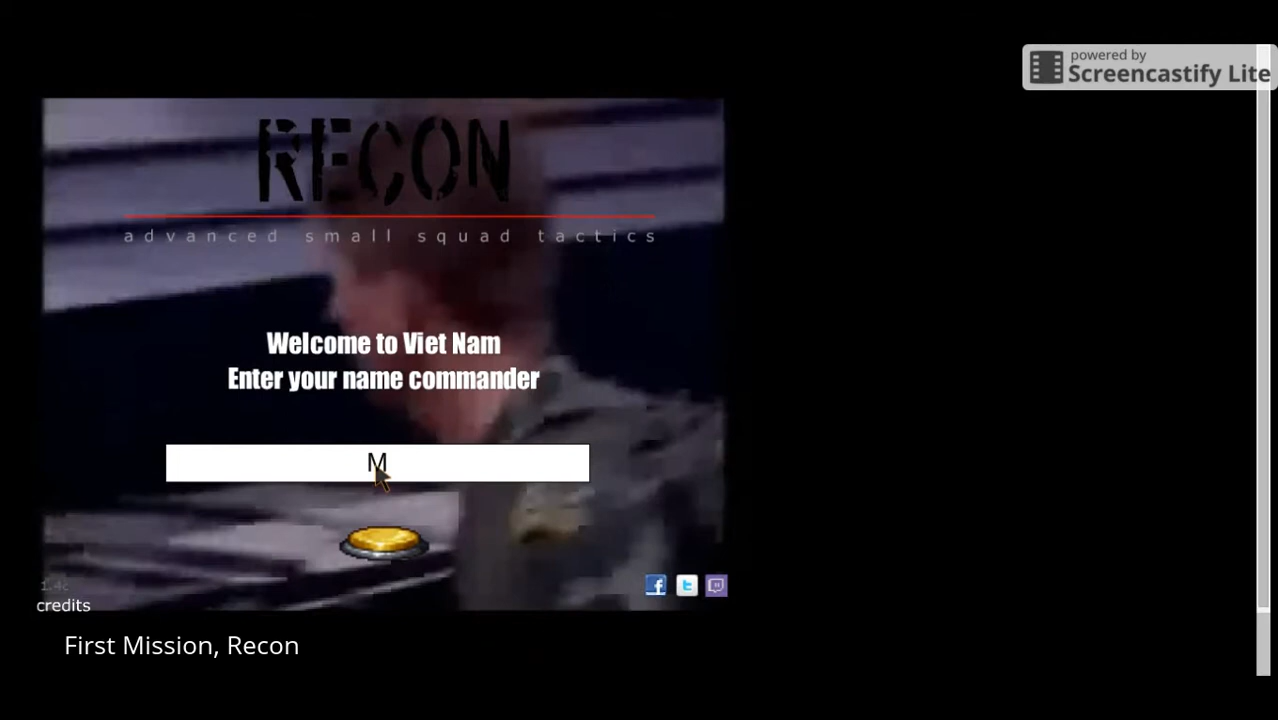 powered by
Screencastify Lite
RECON
advanced small squad tactics
Welcome to Viet Nam
Enter your name commander
M
credits
First Mission, Recon